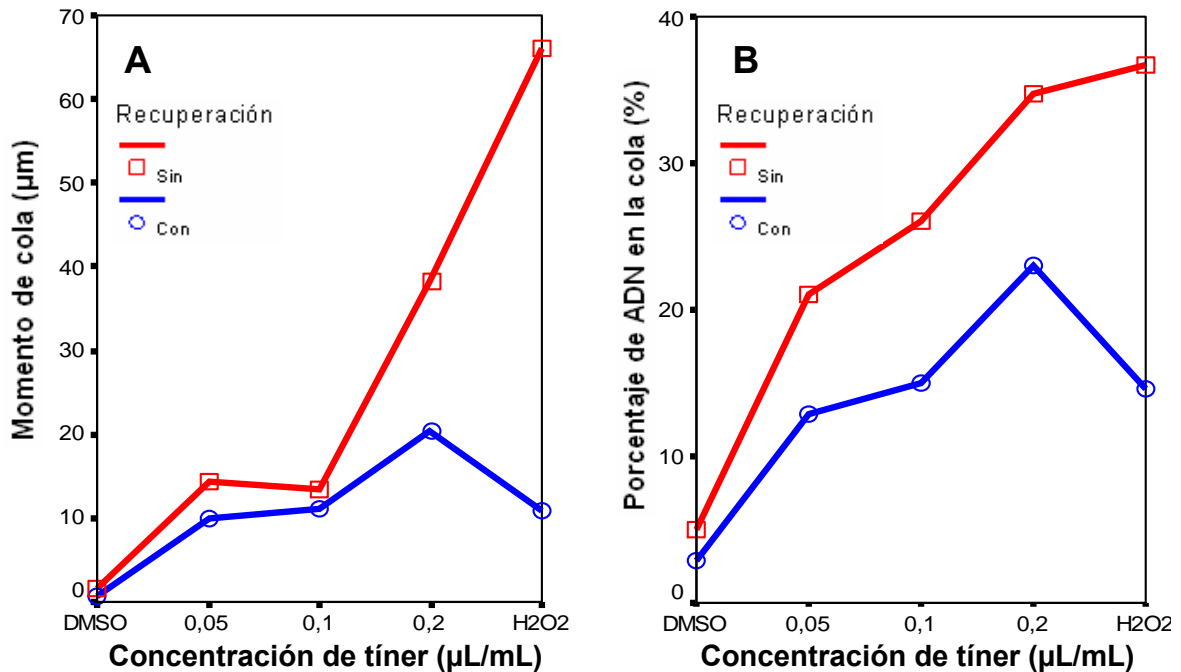 A
Momento de cola (µm)
70
60
50
40
30
20
10
0
Recuperación
Sin
Con
DMSO 0,05 0,1 0,2 H2O2
Concentración de tíner (µL/mL)
B
Porcentaje de ADN en la cola (%)
40
30
20
10
0
Recuperación
Sin
Con
DMSO 0,05 0,1 0,2 H2O2
Concentración de tíner (µL/mL)